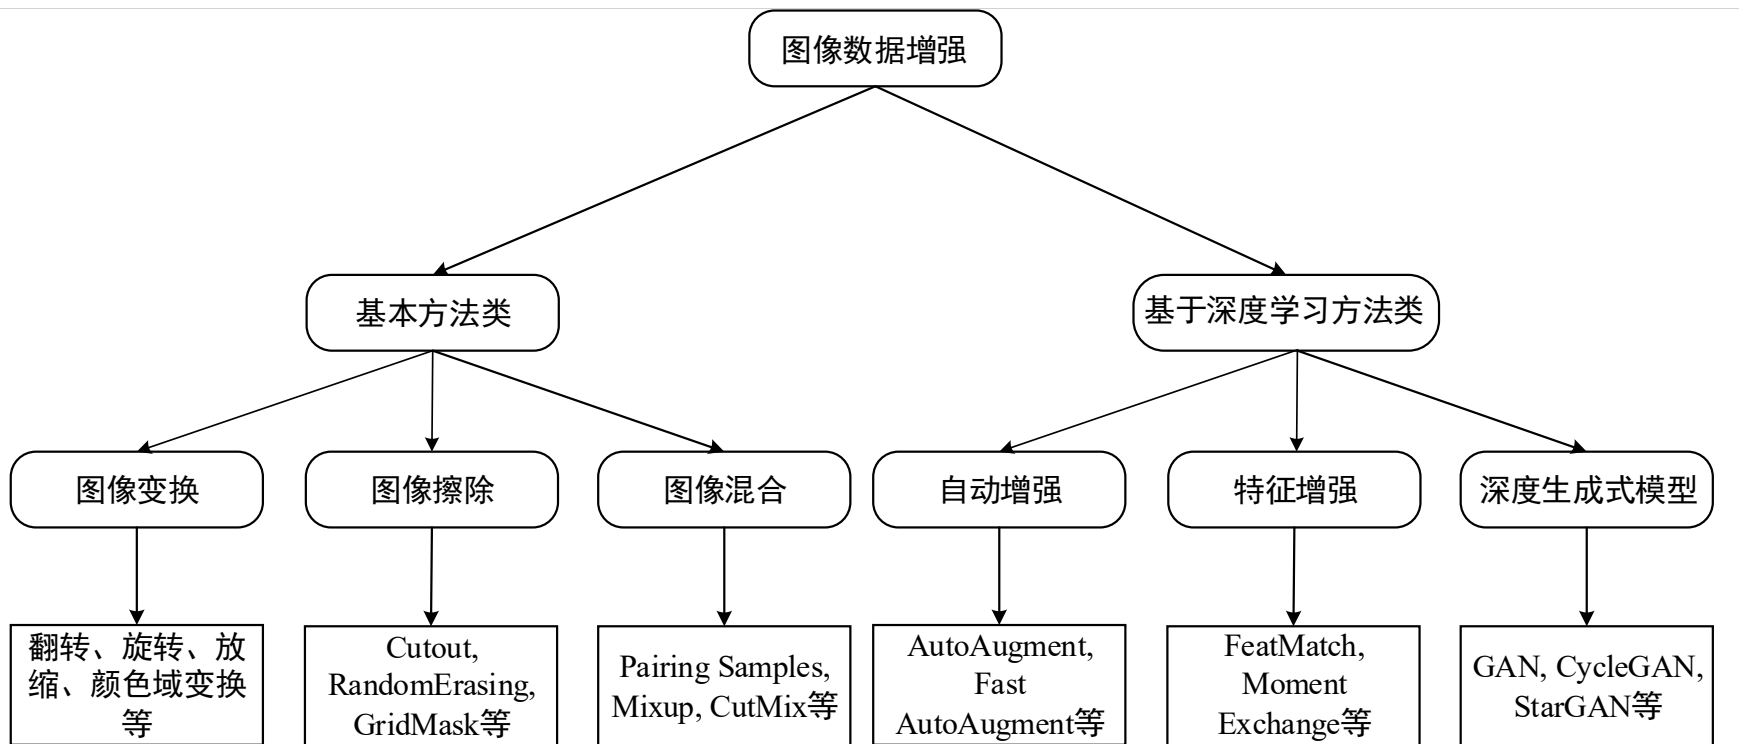 图像数据增强
基本方法类
基于深度学习方法类
图像变换
图像擦除
图像混合
自动增强
特征增强
深度生成式模型
翻转、旋转、放
缩、颜色域变换
等
Cutout,
RandomErasing,
GridMask等
Pairing Samples,
Mixup, CutMix等
AutoAugment,
Fast
AutoAugment等
FeatMatch,
Moment
Exchange等
GAN, CycleGAN,
StarGAN等